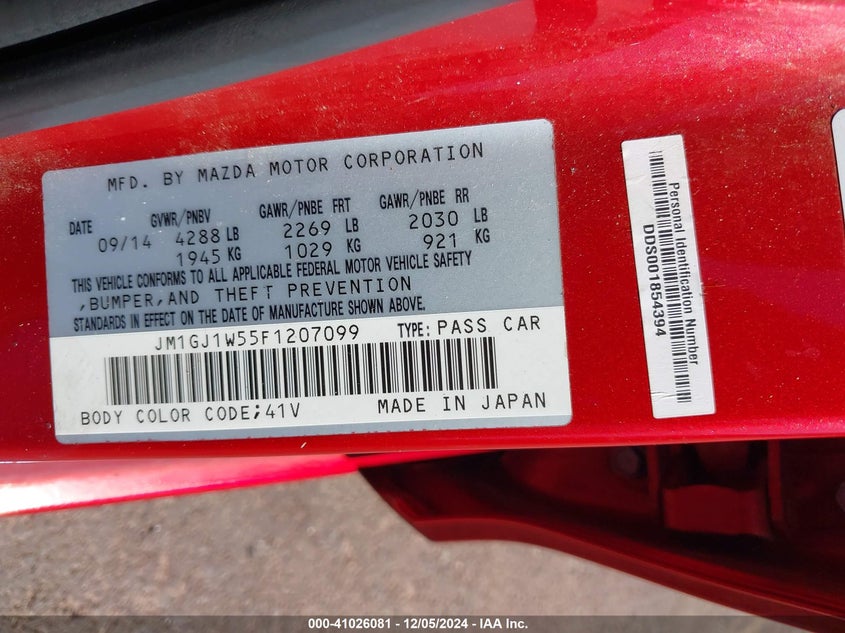 MFD. BY MAZDA MOTOR CORPORATION
DATE GVWR/PNBV GAWR/PNBE FRT GAWR/PNBE RR
09/14 4288 LB 2269 LB 2030 LB
1945 KG 1029 KG 921 KG
THIS VEHICLE CONFORMS TO ALL APPLICABLE FEDERAL MOTOR VEHICLE SAFETY
,BUMPER,AND THEFT PREVENTION
STANDARDS IN EFFECT ON THE DATE OF MANUFACTURE SHOWN ABOVE.
JM1GJ1W55F1207099 TYPE: PASS CAR
BODY COLOR CODE;41V MADE IN JAPAN
Personal Identification Number
DDS001854394
000-41026081 - 12/05/2024 - IAA Inc.